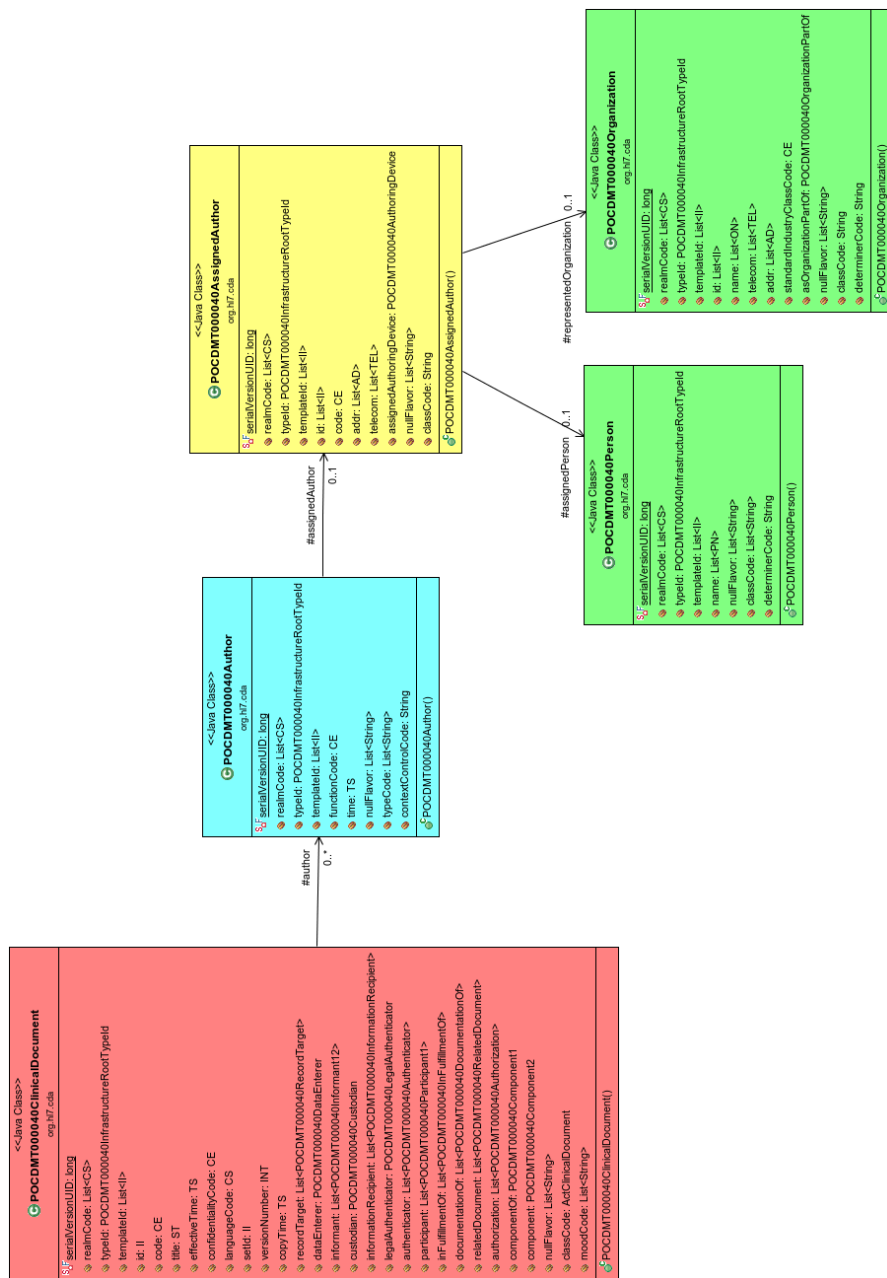 <<Java Class>>
POCDMT000040ClinicalDocument
org.hl7.cda
serialVersionUID: long
realmCode: List<CS>
typeId: POCDMT000040InfrastructureRootTypeId
templateId: List<II>
id: II
code: CE
title: ST
effectiveTime: TS
confidentialityCode: CE
languageCode: CS
setId: II
versionNumber: INT
copyTime: TS
recordTarget: List<POCDMT000040RecordTarget>
dataEnterer: POCDMT000040DataEnterer
informant: List<POCDMT000040Informant12>
custodian: POCDMT000040Custodian
informationRecipient: List<POCDMT000040InformationRecipient>
legalAuthenticator: POCDMT000040LegalAuthenticator
authenticator: List<POCDMT000040Authenticator>
participant: List<POCDMT000040Participant1>
inFulfillmentOf: List<POCDMT000040InFulfillmentOf>
documentationOf: List<POCDMT000040DocumentationOf>
relatedDocument: List<POCDMT000040RelatedDocument>
authorization: List<POCDMT000040Authorization>
componentOf: POCDMT000040Component1
component: POCDMT000040Component2
nullFlavor: List<String>
classCode: ActClinicalDocument
moodCode: List<String>
POCDMT000040ClinicalDocument()
#author
0..*
<<Java Class>>
POCDMT000040Author
org.hl7.cda
serialVersionUID: long
realmCode: List<CS>
typeId: POCDMT000040InfrastructureRootTypeId
templateId: List<II>
functionCode: CE
time: TS
nullFlavor: List<String>
typeCode: List<String>
contextControlCode: String
POCDMT000040Author()
#assignedAuthor
0..1
<<Java Class>>
POCDMT000040AssignedAuthor
org.hl7.cda
serialVersionUID: long
realmCode: List<CS>
typeId: POCDMT000040InfrastructureRootTypeId
templateId: List<II>
id: List<II>
code: CE
addr: List<AD>
telecom: List<TEL>
assignedAuthoringDevice: POCDMT000040AuthoringDevice
nullFlavor: List<String>
classCode: String
POCDMT000040AssignedAuthor()
#assignedPerson
0..1
<<Java Class>>
POCDMT000040Person
org.hl7.cda
serialVersionUID: long
realmCode: List<CS>
typeId: POCDMT000040InfrastructureRootTypeId
templateId: List<II>
name: List<PN>
nullFlavor: List<String>
classCode: List<String>
determinerCode: String
POCDMT000040Person()
#representedOrganization
0..1
<<Java Class>>
POCDMT000040Organization
org.hl7.cda
serialVersionUID: long
realmCode: List<CS>
typeId: POCDMT000040InfrastructureRootTypeId
templateId: List<II>
id: List<II>
name: List<ON>
telecom: List<TEL>
addr: List<AD>
standardIndustryClassCode: CE
asOrganizationPartOf: POCDMT000040OrganizationPartOf
nullFlavor: List<String>
classCode: String
determinerCode: String
POCDMT000040Organization()